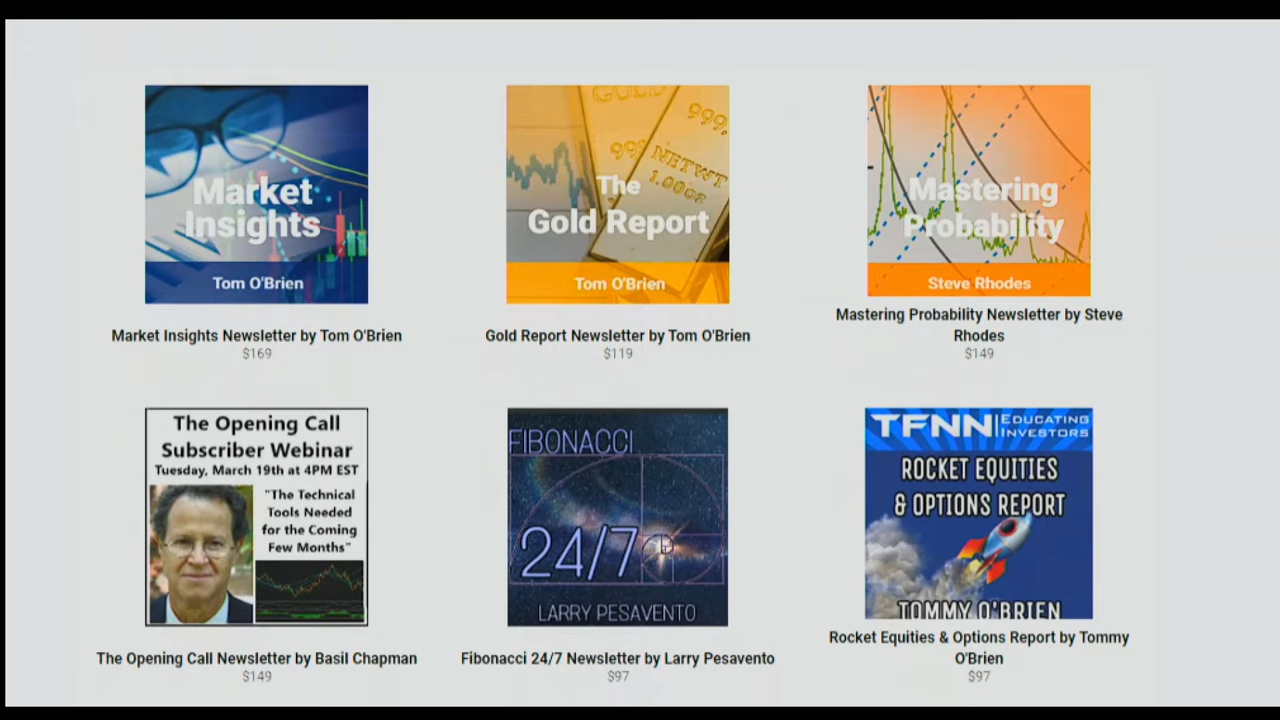 GOLD
999.
999
NETWT
1.00OZ
Market
Insights
Tom O'Brien
The
Gold Report
Tom O'Brien
Mastering
Probability
Steve Rhodes
Market Insights Newsletter by Tom O'Brien
$169
Gold Report Newsletter by Tom O'Brien
$119
Mastering Probability Newsletter by Steve
Rhodes
$149
The Opening Call
Subscriber Webinar
Tuesday, March 19th at 4PM EST
"The Technical
Tools Needed
for the Coming
Few Months"
FIBONACCI
24/7
LARRY PESAVENTO
TFNN EDUCATING
INVESTORS
ROCKET EQUITIES
& OPTIONS REPORT
TOMMY O'BRIEN
The Opening Call Newsletter by Basil Chapman
$149
Fibonacci 24/7 Newsletter by Larry Pesavento
$97
Rocket Equities & Options Report by Tommy
O'Brien
$97